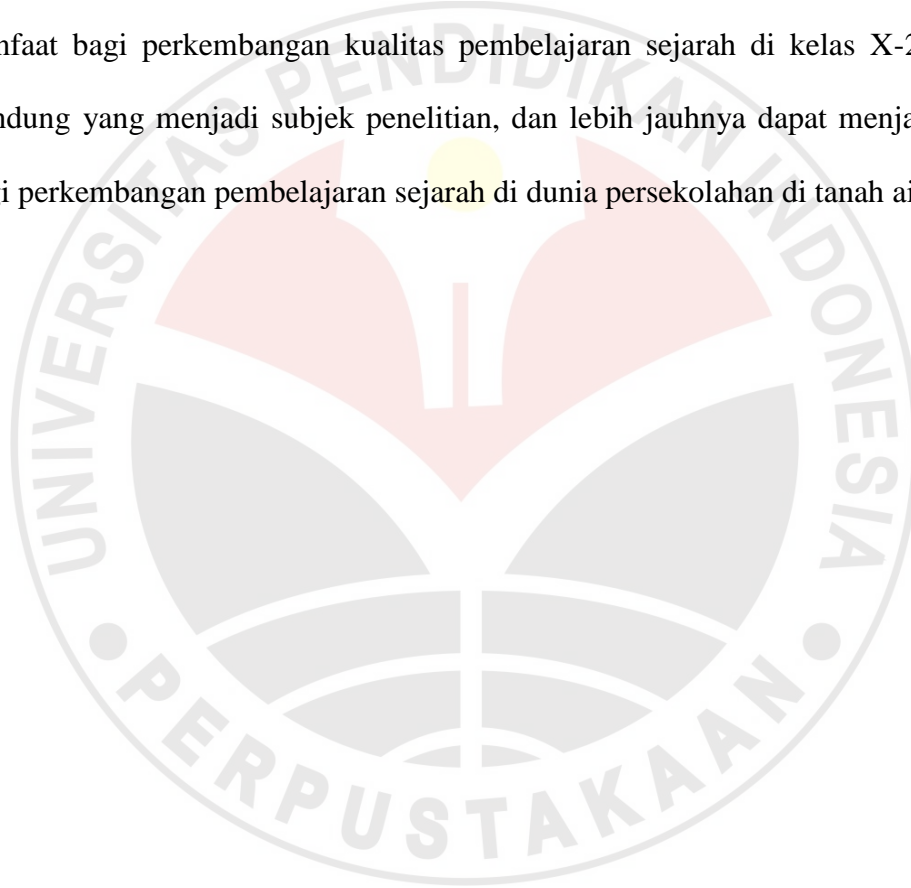 nfaat bagi perkembangan kualitas pembelajaran sejarah di kelas X-2
ndung yang menjadi subjek penelitian, dan lebih jauhnya dapat menja
i perkembangan pembelajaran sejarah di dunia persekolahan di tanah ai
UNIVERSITAS PENDIDIKAN INDONESIA
PERPUSTAKAAN